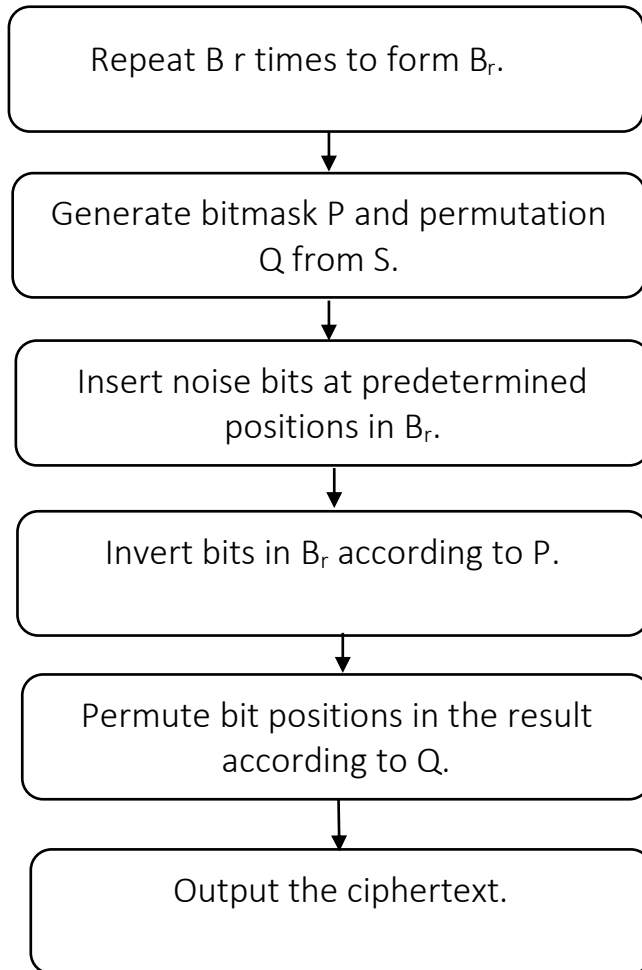 Repeat B r times to form Bᵣ.
Generate bitmask P and permutation
Q from S.
Insert noise bits at predetermined
positions in Bᵣ.
Invert bits in Bᵣ according to P.
Permute bit positions in the result
according to Q.
Output the ciphertext.